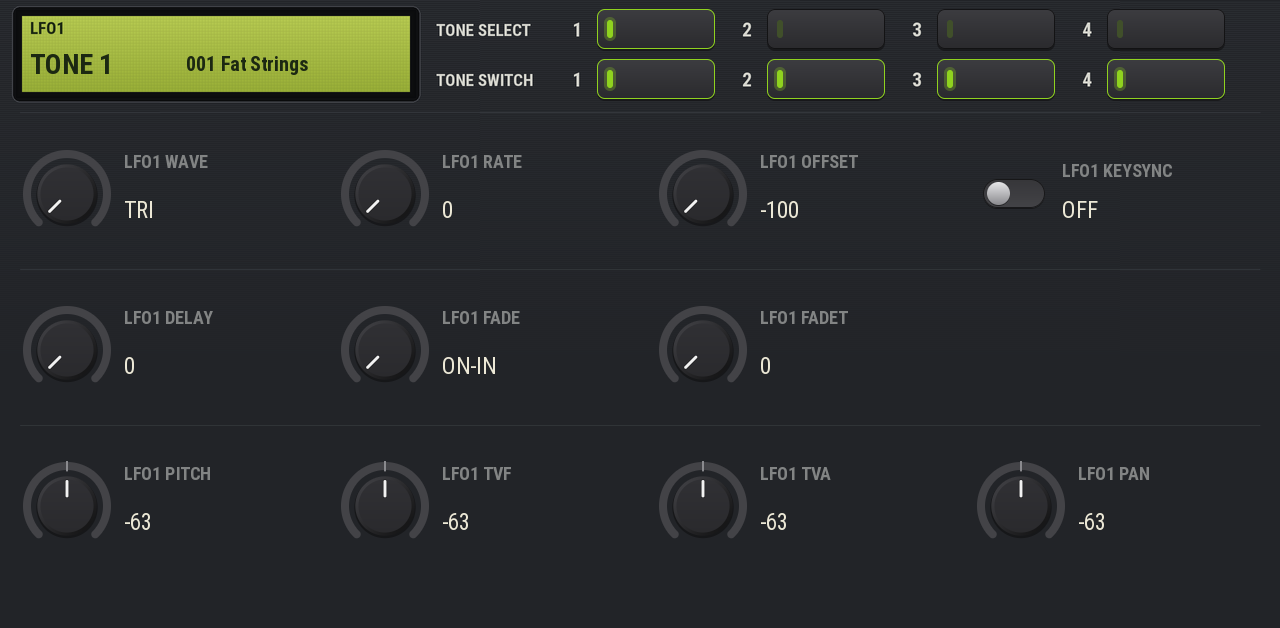 LFO1
TONE 1 001 Fat Strings
TONE SELECT 1 2 3 4
TONE SWITCH 1 2 3 4
LFO1 WAVE
TRI
LFO1 RATE
0
LFO1 OFFSET
-100
LFO1 KEYSYNC
OFF
LFO1 DELAY
0
LFO1 FADE
ON-IN
LFO1 FADET
0
LFO1 PITCH
-63
LFO1 TVF
-63
LFO1 TVA
-63
LFO1 PAN
-63